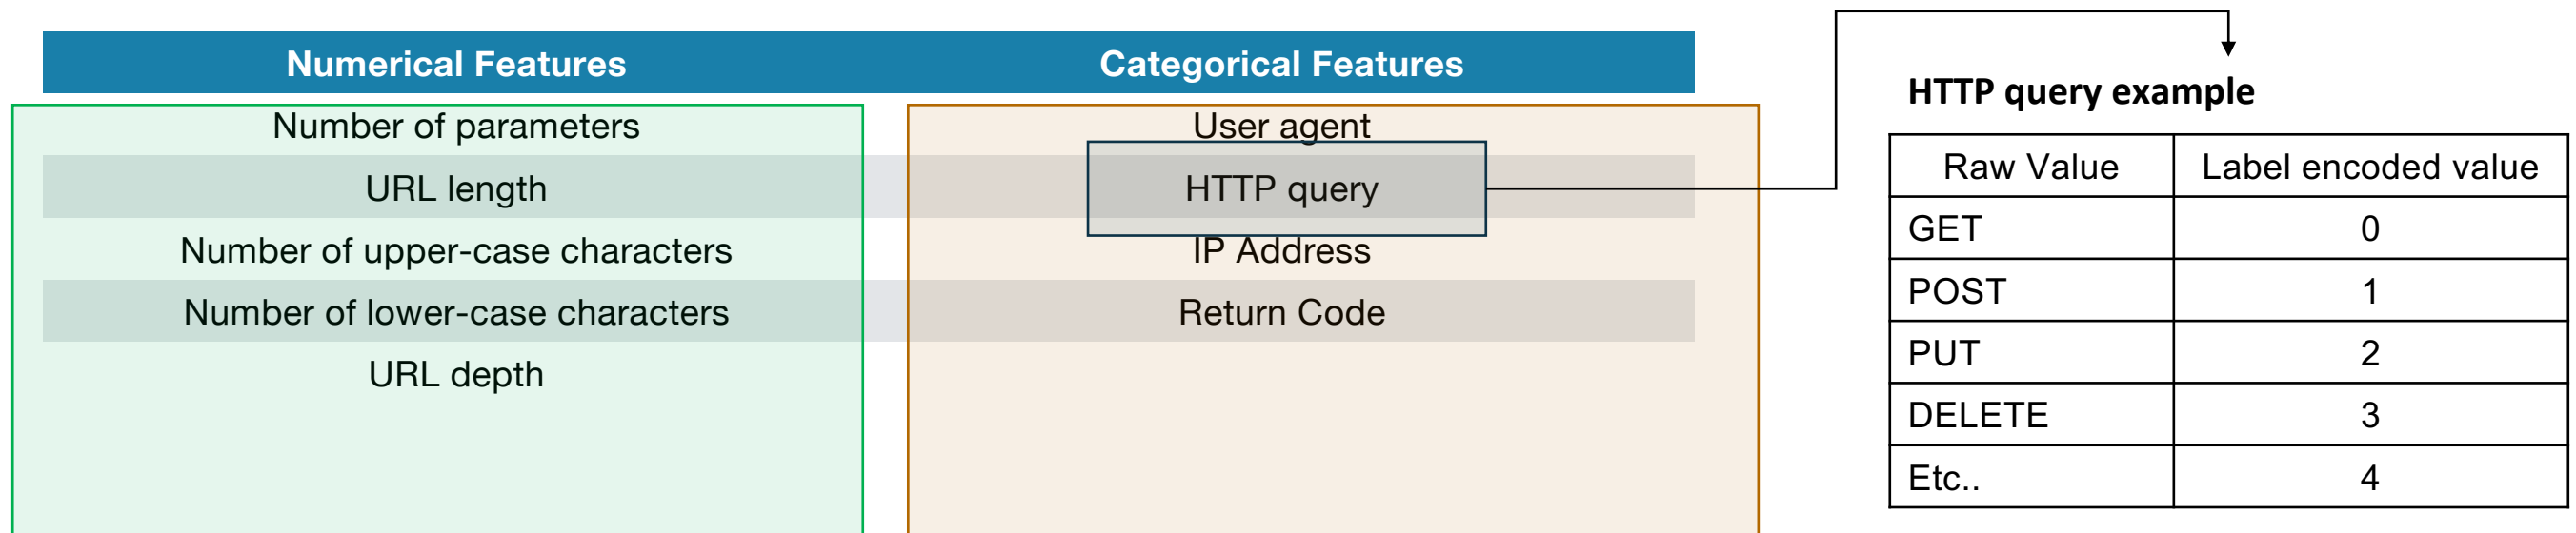 Numerical Features Categorical Features
Number of parameters User agent
URL length HTTP query
Number of upper-case characters IP Address
Number of lower-case characters Return Code
URL depth
HTTP query example
Raw Value Label encoded value
GET 0
POST 1
PUT 2
DELETE 3
Etc.. 4